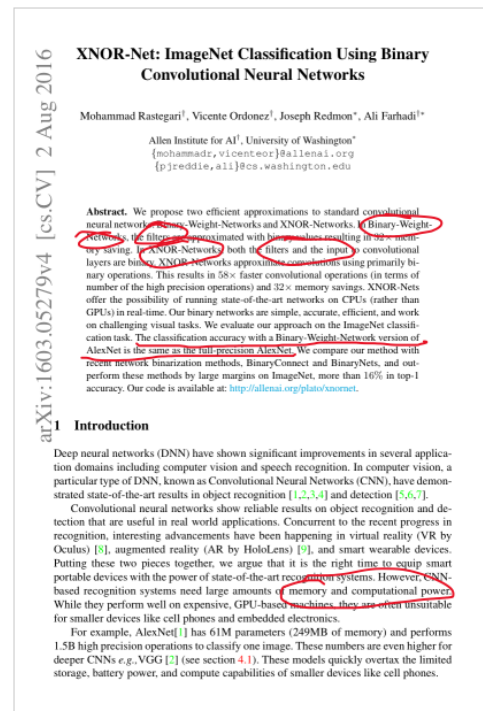 arXiv:1603.05279v4 [cs.CV] 2 Aug 2016
XNOR-Net: ImageNet Classification Using Binary
Convolutional Neural Networks
Mohammad Rastegari†, Vicente Ordonez†, Joseph Redmon*, Ali Farhadi†*
Allen Institute for AI†, University of Washington*
{mohammadr,vicenteor}@allenai.org
{pjreddie,ali}@cs.washington.edu
Abstract. We propose two efficient approximations to standard convolutional
neural networks: Binary-Weight-Networks and XNOR-Networks. In Binary-Weight-
Networks, the filters are approximated with binary values resulting in 32× mem-
ory saving. In XNOR-Networks, both the filters and the input to convolutional
layers are binary. XNOR-Networks approximate convolutions using primarily bi-
nary operations. This results in 58× faster convolutional operations (in terms of
number of the high precision operations) and 32× memory savings. XNOR-Nets
offer the possibility of running state-of-the-art networks on CPUs (rather than
GPUs) in real-time. Our binary networks are simple, accurate, efficient, and work
on challenging visual tasks. We evaluate our approach on the ImageNet classifi-
cation task. The classification accuracy with a Binary-Weight-Network version of
AlexNet is the same as the full-precision AlexNet. We compare our method with
recent network binarization methods, BinaryConnect and BinaryNets, and out-
perform these methods by large margins on ImageNet, more than 16% in top-1
accuracy. Our code is available at: http://allenai.org/plato/xnornet.
1 Introduction
Deep neural networks (DNN) have shown significant improvements in several applica-
tion domains including computer vision and speech recognition. In computer vision, a
particular type of DNN, known as Convolutional Neural Networks (CNN), have demon-
strated state-of-the-art results in object recognition [1,2,3,4] and detection [5,6,7].
Convolutional neural networks show reliable results on object recognition and de-
tection that are useful in real world applications. Concurrent to the recent progress in
recognition, interesting advancements have been happening in virtual reality (VR by
Oculus) [8], augmented reality (AR by HoloLens) [9], and smart wearable devices.
Putting these two pieces together, we argue that it is the right time to equip smart
portable devices with the power of state-of-the-art recognition systems. However, CNN-
based recognition systems need large amounts of memory and computational power.
While they perform well on expensive, GPU-based machines, they are often unsuitable
for smaller devices like cell phones and embedded electronics.
For example, AlexNet[1] has 61M parameters (249MB of memory) and performs
1.5B high precision operations to classify one image. These numbers are even higher for
deeper CNNs e.g.,VGG [2] (see section 4.1). These models quickly overtax the limited
storage, battery power, and compute capabilities of smaller devices like cell phones.